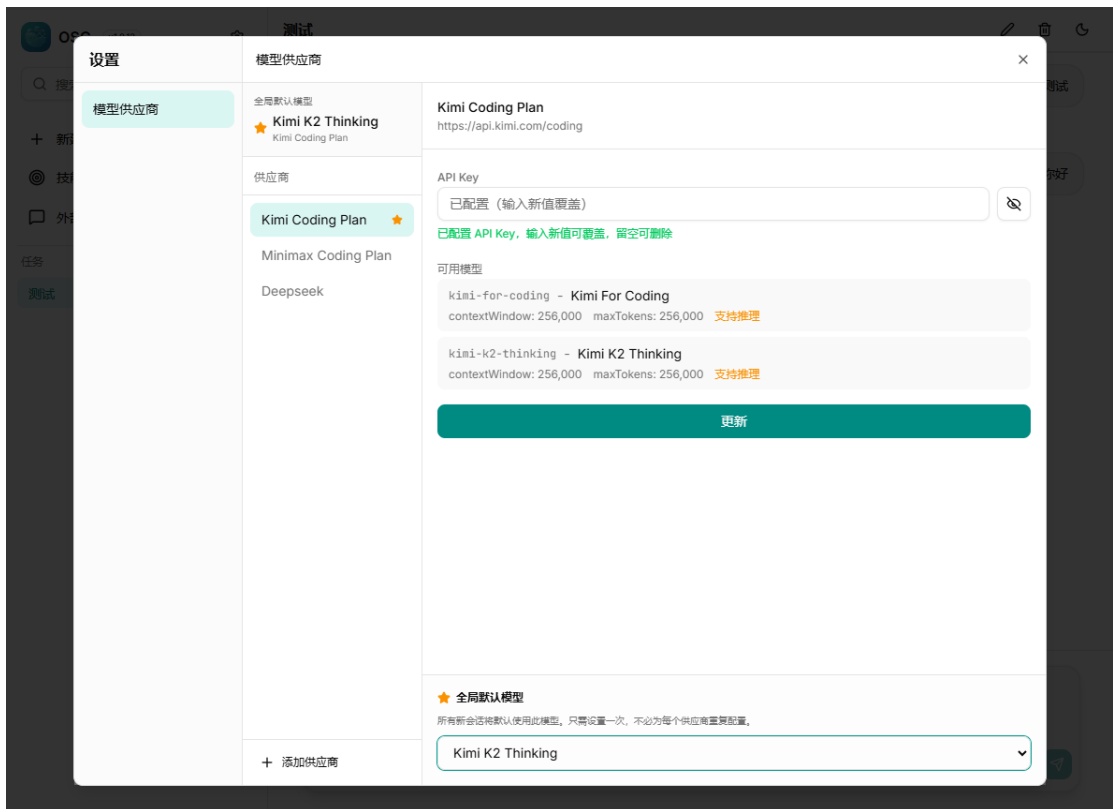 测试
设置
模型供应商
模型供应商
全局默认模型
Kimi K2 Thinking
Kimi Coding Plan
供应商
Kimi Coding Plan
Minimax Coding Plan
Deepseek
+ 添加供应商
Kimi Coding Plan
https://api.kimi.com/coding
API Key
已配置（输入新值覆盖）
已配置 API Key，输入新值可覆盖，留空可删除
可用模型
kimi-for-coding - Kimi For Coding
contextWindow: 256,000 maxTokens: 256,000 支持推理
kimi-k2-thinking - Kimi K2 Thinking
contextWindow: 256,000 maxTokens: 256,000 支持推理
更新
全局默认模型
所有新会话将默认使用此模型。只需设置一次，不必为每个供应商重复配置。
Kimi K2 Thinking
任务
测试